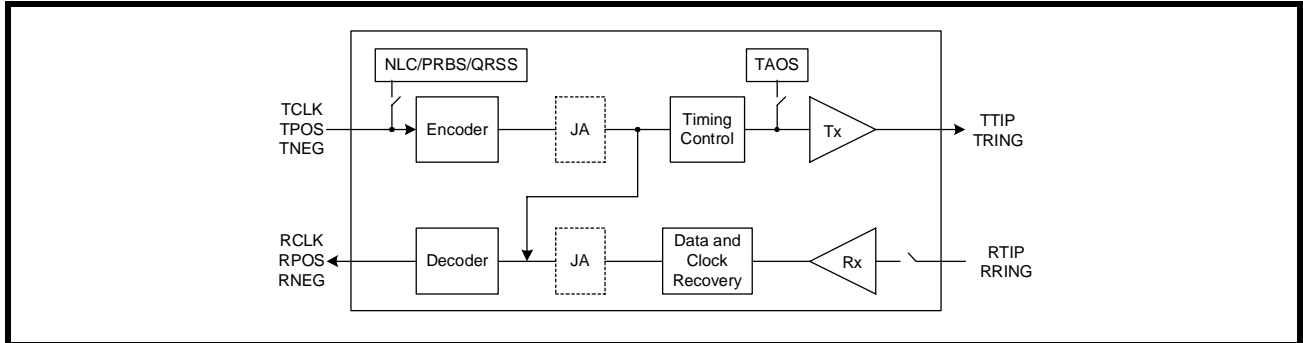 NLC/PRBS/QRSS
TAOS
TCLK
TPOS
TNEG
Encoder
JA
Timing
Control
Tx
TTIP
TRING
RCLK
RPOS
RNEG
Decoder
JA
Data and
Clock
Recovery
Rx
RTIP
RRING